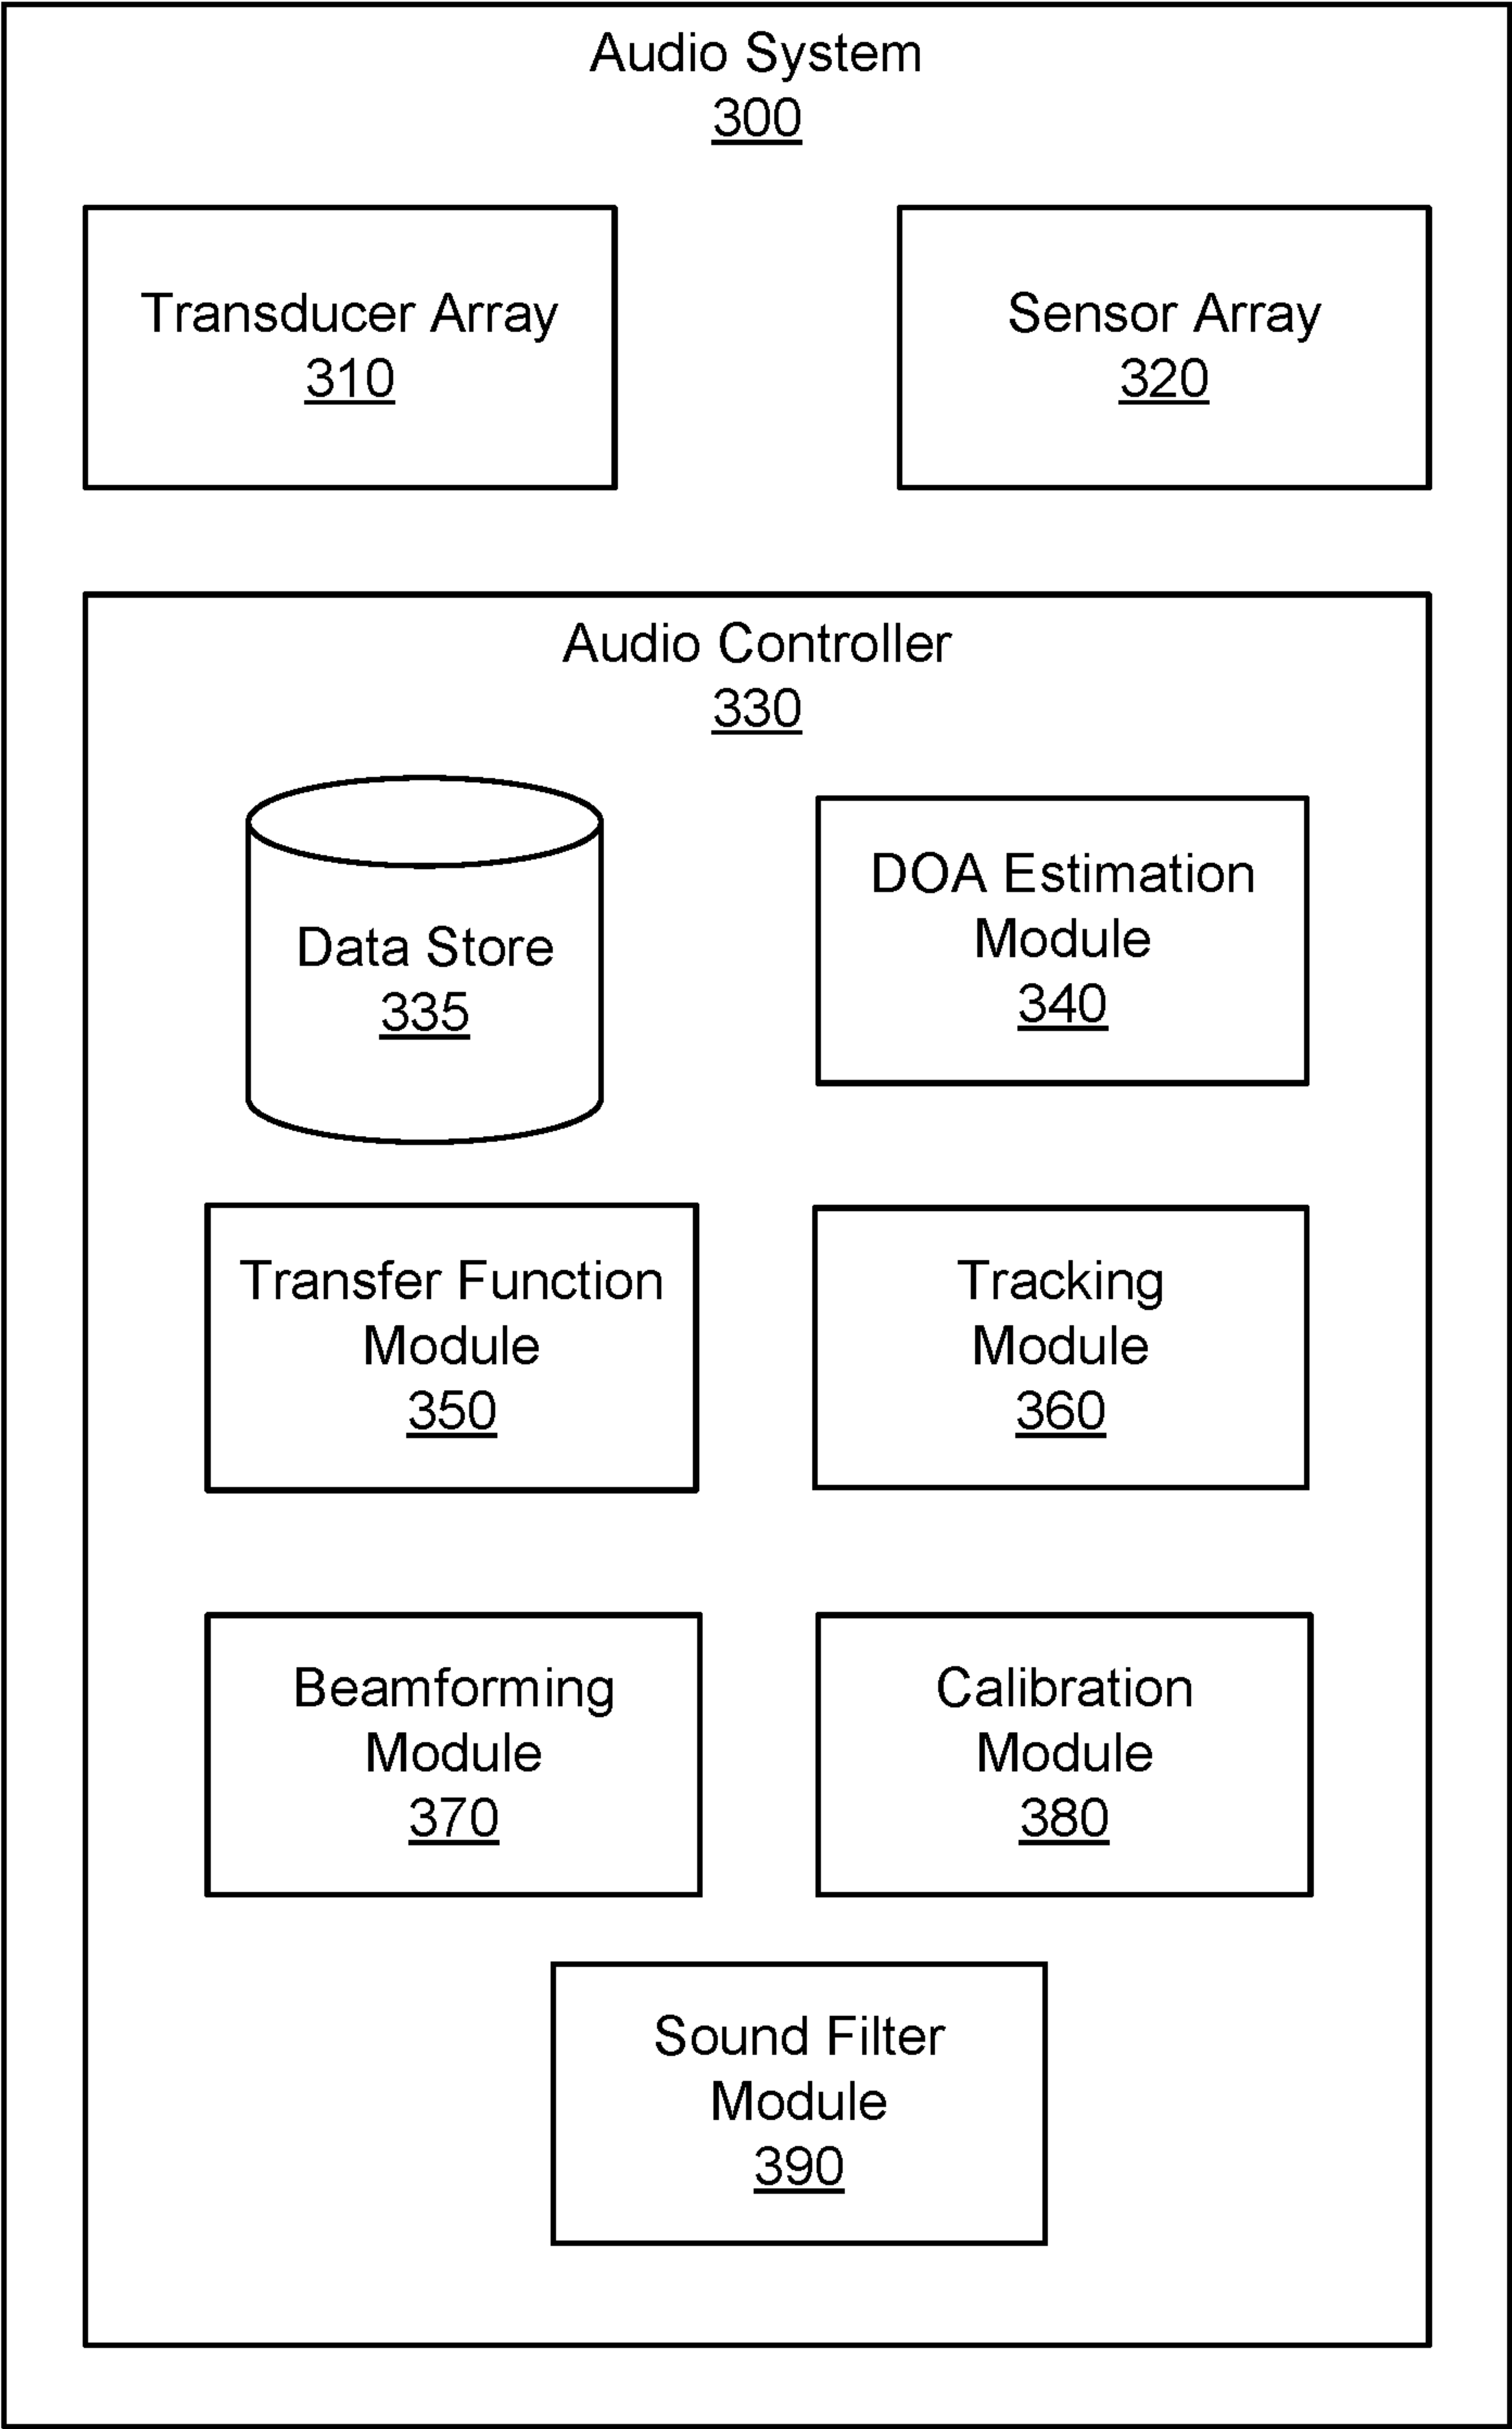 Audio System
300
Transducer Array
310
Sensor Array
320
Audio Controller
330
Data Store
335
DOA Estimation
Module
340
Transfer Function
Module
350
Tracking
Module
360
Beamforming
Module
370
Calibration
Module
380
Sound Filter
Module
390